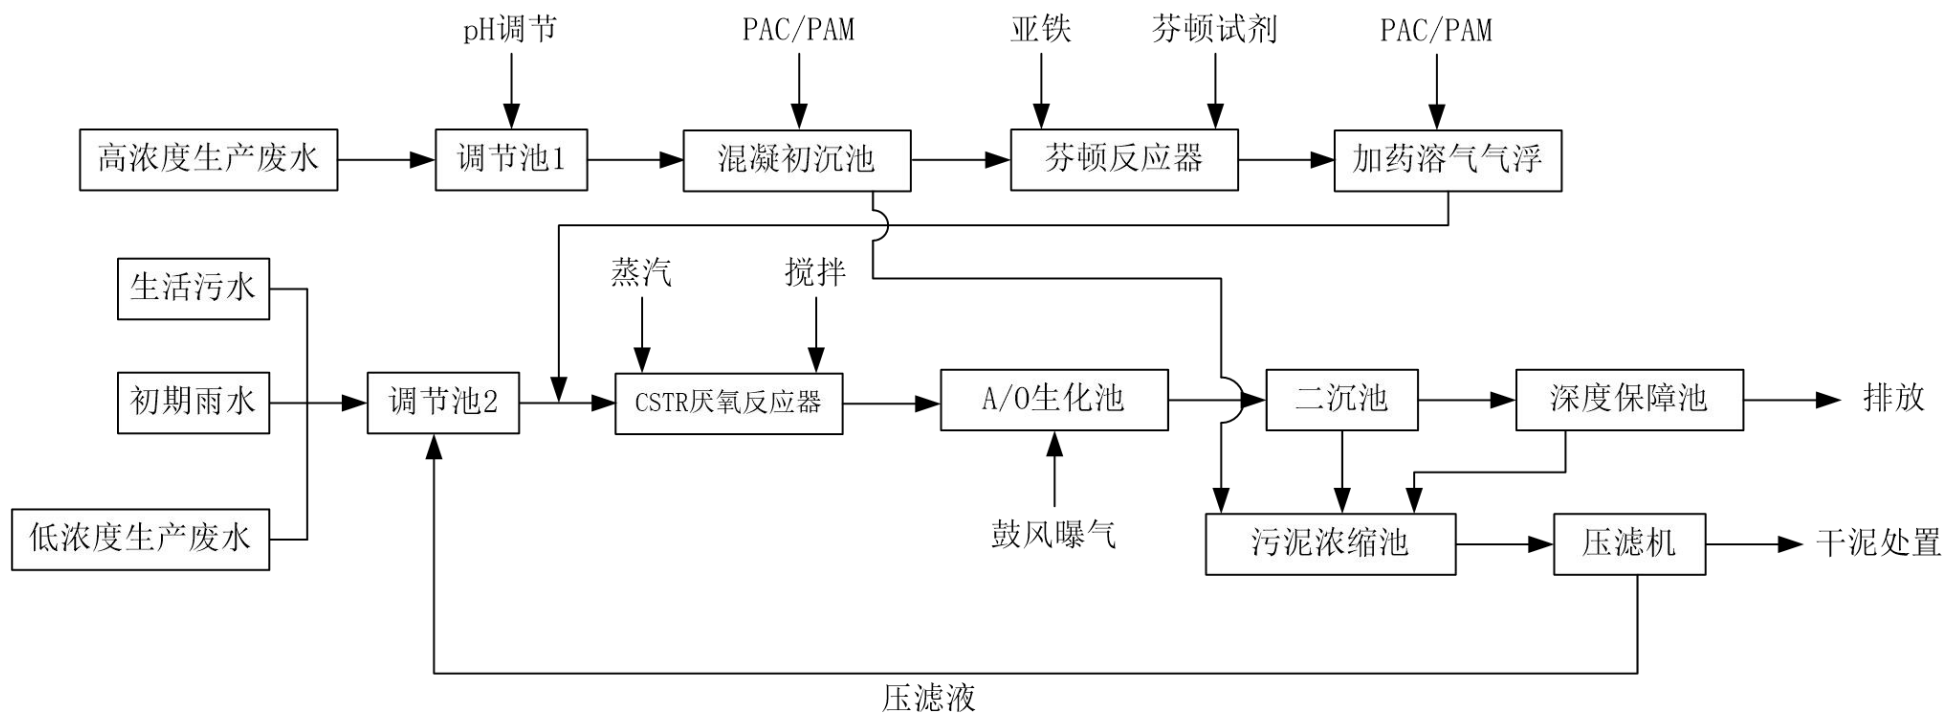 pH调节
PAC/PAM
亚铁
芬顿试剂
PAC/PAM
高浓度生产废水
调节池1
混凝初沉池
芬顿反应器
加药溶气气浮
生活污水
蒸汽
搅拌
初期雨水
调节池2
CSTR厌氧反应器
A/O生化池
二沉池
深度保障池
排放
低浓度生产废水
鼓风曝气
污泥浓缩池
压滤机
干泥处置
压滤液